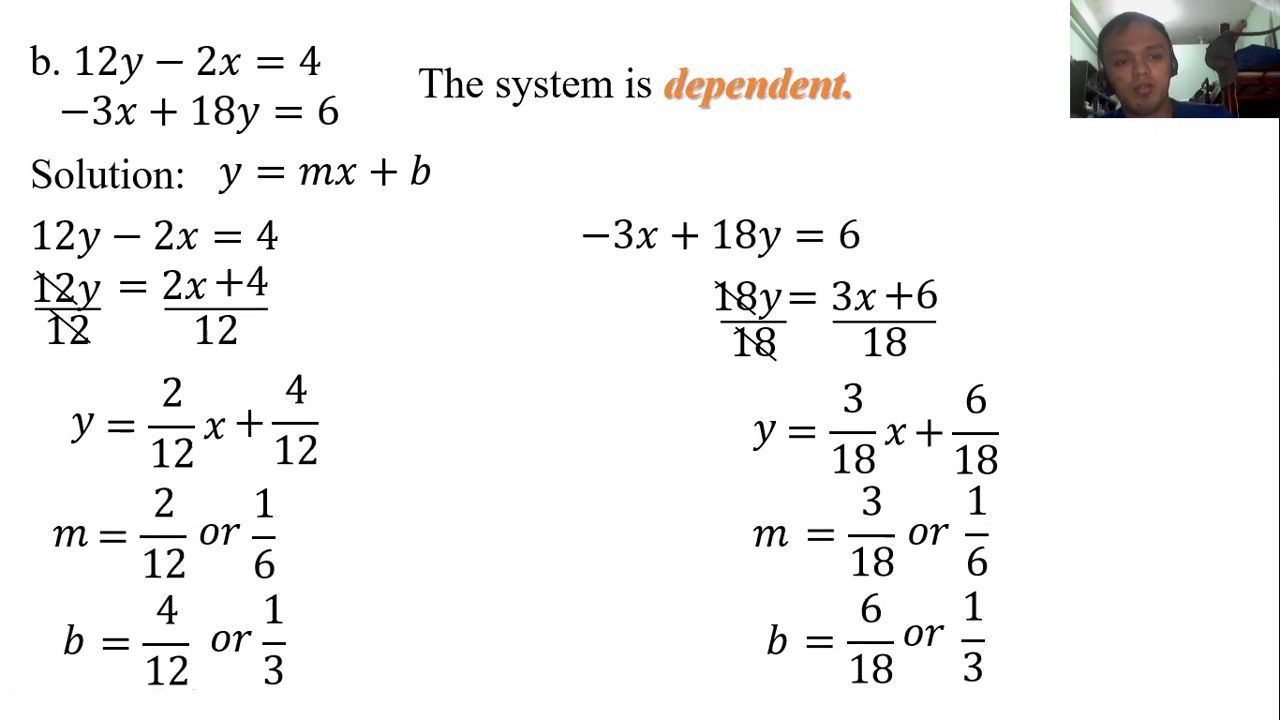 b. 12y − 2x = 4
−3x + 18y = 6
The system is dependent.
Solution: y = mx + b
12y − 2x = 4
12y/12 = 2x+4/12
y = 2/12 x + 4/12
m = 2/12 or 1/6
b = 4/12 or 1/3
−3x + 18y = 6
18y/18 = 3x+6/18
y = 3/18 x + 6/18
m = 3/18 or 1/6
b = 6/18 or 1/3